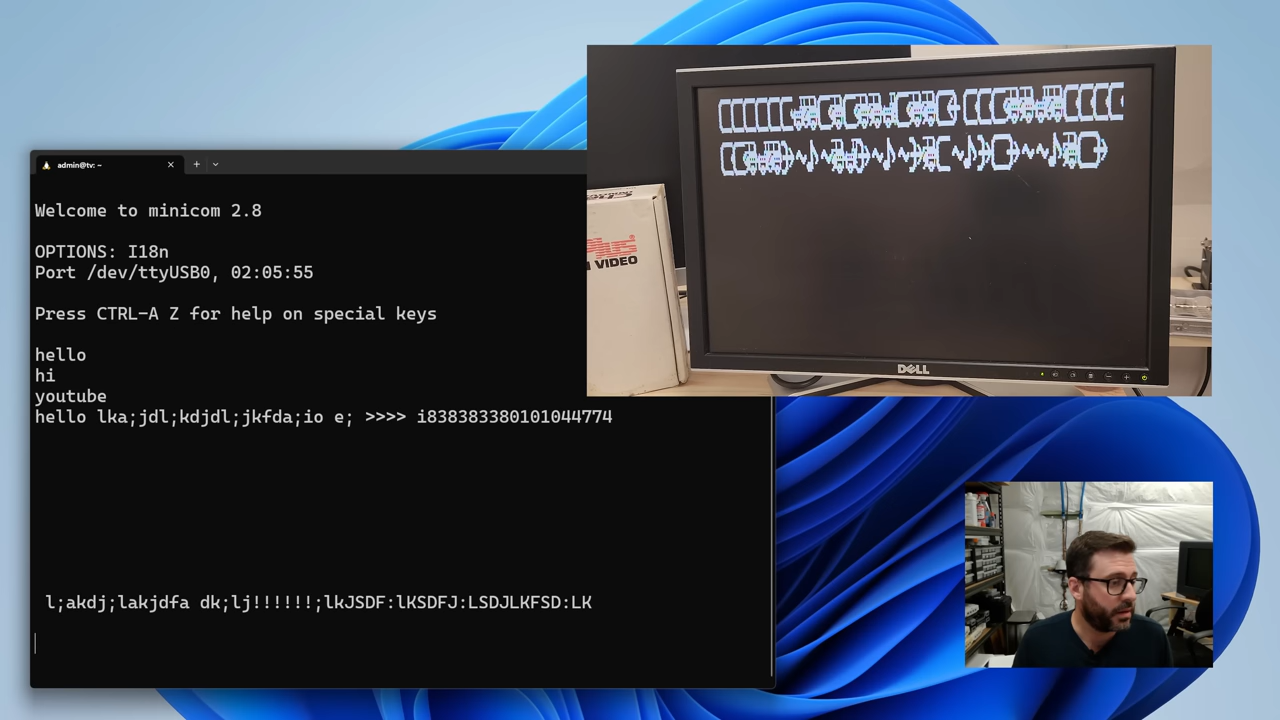 admin@tv: ~
Welcome to minicom 2.8
OPTIONS: I18n
Port /dev/ttyUSB0, 02:05:55
Press CTRL-A Z for help on special keys
hello
hi
youtube
hello lka;jdl;kdjdl;jkfda;io e; >>>> i838383380101044774
l;akdj;lakjdfa dk;lj!!!!!!;lkJSDF:lKSDFJ:LSDJLKFSD:LK
Plus
VIDEO
DELL